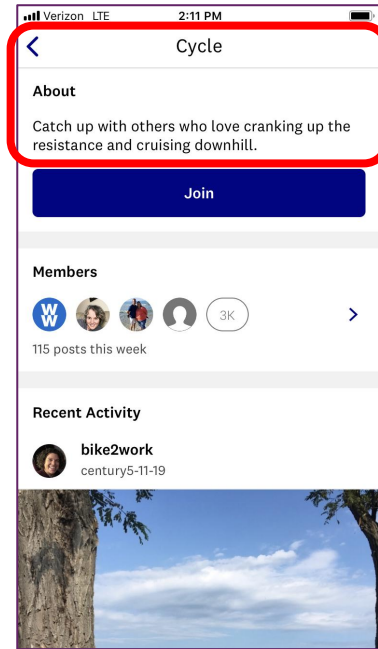 Verizon LTE 2:11 PM
Cycle
About
Catch up with others who love cranking up the
resistance and cruising downhill.
Join
Members
W
W
3K
115 posts this week
Recent Activity
bike2work
century5-11-19